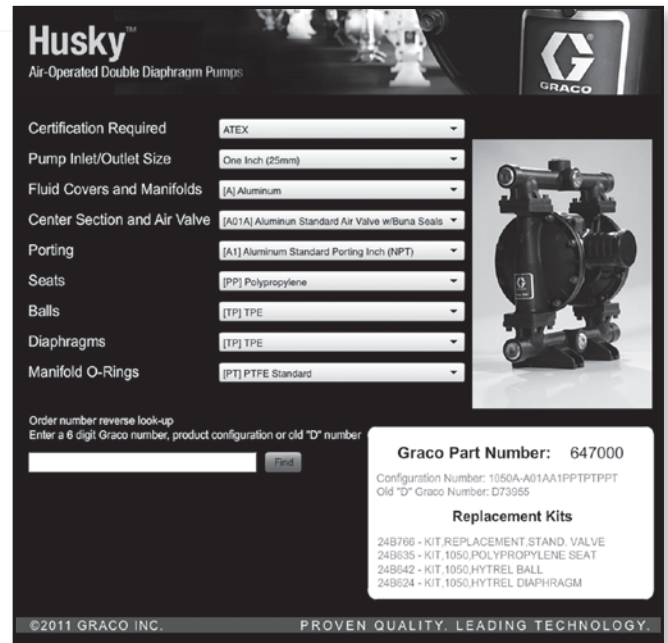 Husky™
Air-Operated Double Diaphragm Pumps
GRACO
Certification Required ATEX
Pump Inlet/Outlet Size One Inch (25mm)
Fluid Covers and Manifolds [A] Aluminum
Center Section and Air Valve [A01A] Aluminun Standard Air Valve w/Buna Seals
Porting [A1] Aluminum Standard Porting Inch (NPT)
Seats [PP] Polypropylene
Balls [TP] TPE
Diaphragms [TP] TPE
Manifold O-Rings [PT] PTFE Standard
Order number reverse look-up
Enter a 6 digit Graco number, product configuration or old "D" number
Find
Graco Part Number: 647000
Configuration Number: 1050A-A01AA1PPTPTPPT
Old "D" Graco Number: D73955
Replacement Kits
24B766 - KIT,REPLACEMENT,STAND. VALVE
24B635 - KIT,1050,POLYPROPYLENE SEAT
24B642 - KIT,1050,HYTREL BALL
24B624 - KIT,1050,HYTREL DIAPHRAGM
©2011 GRACO INC. PROVEN QUALITY. LEADING TECHNOLOGY.